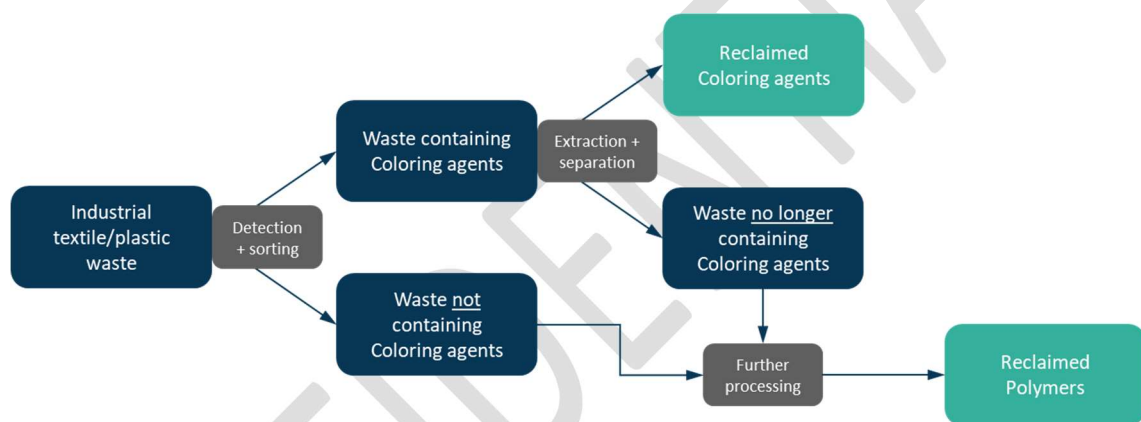 Reclaimed
Coloring agents
Waste containing
Coloring agents
Extraction +
separation
Industrial
textile/plastic
waste
Detection
+ sorting
Waste no longer
containing
Coloring agents
Waste not
containing
Coloring agents
Further
processing
Reclaimed
Polymers